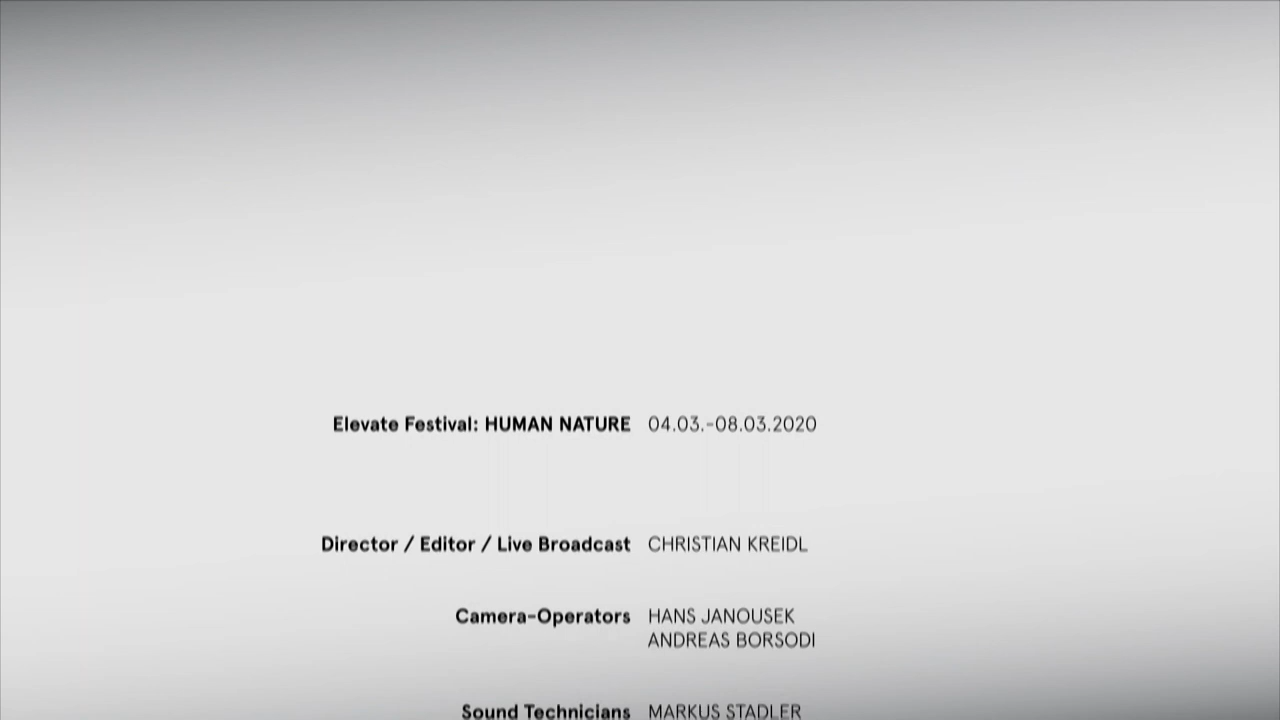 Elevate Festival: HUMAN NATURE 04.03.-08.03.2020
Director / Editor / Live Broadcast CHRISTIAN KREIDL
Camera-Operators HANS JANOUSEK
ANDREAS BORSODI
Sound Technicians MARKUS STADLER